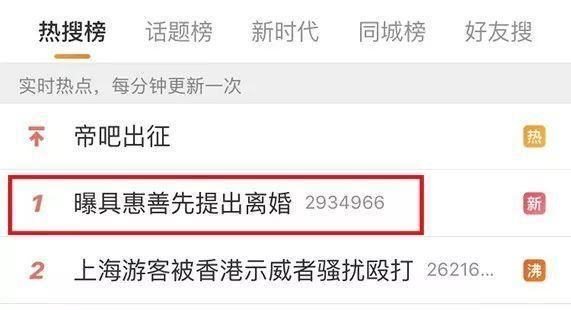 热搜榜 话题榜 新时代 同城榜 好友搜
实时热点，每分钟更新一次
帝吧出征 热
1 曝具惠善先提出离婚 2934966 新
2 上海游客被香港示威者骚扰殴打 26216... 沸